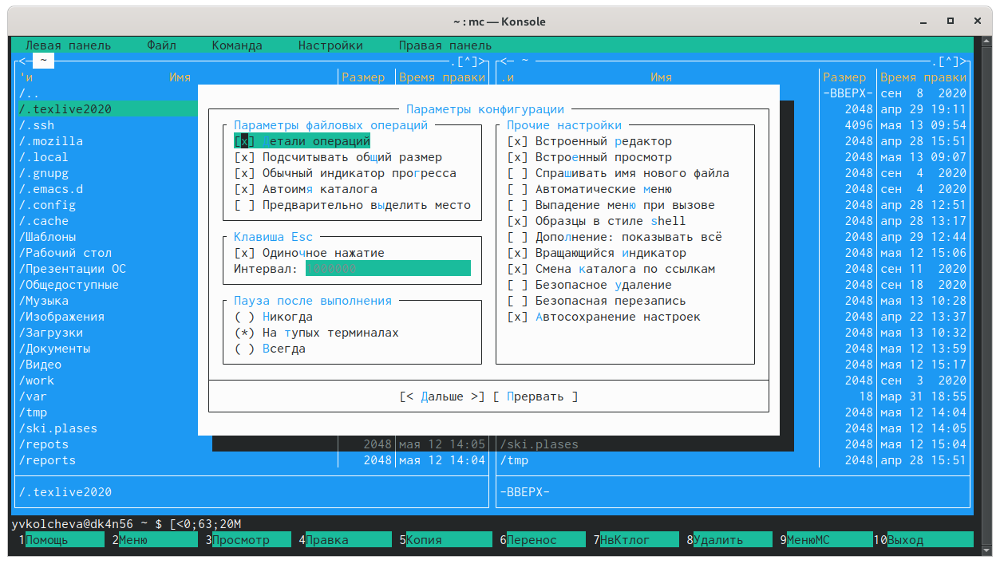 ~ : mc — Konsole
Левая панель Файл Команда Настройки Правая панель
<— ~ .[^]> <— ~ .[^]>
'и Имя Размер Время правки .и Имя Размер Время правки
/.. -ВВЕРХ- сен 8 2020
/.texlive2020 Параметры конфигурации 2048 апр 29 19:11
/.ssh Параметры файловых операций Прочие настройки 4096 мая 13 09:54
/.mozilla [x] Детали операций [x] Встроенный редактор 2048 апр 28 15:51
/.local [x] Подсчитывать общий размер [x] Встроенный просмотр 2048 мая 13 09:07
/.gnupg [x] Обычный индикатор прогресса [ ] Спрашивать имя нового файла 2048 сен 4 2020
/.emacs.d [x] Автоимя каталога [ ] Автоматические меню 2048 сен 4 2020
/.config [ ] Предварительно выделить место [ ] Выпадение меню при вызове 2048 апр 28 12:51
/.cache [x] Образцы в стиле shell 2048 апр 28 13:17
/Шаблоны Клавиша Esc [ ] Дополнение: показывать всё 2048 апр 29 12:44
/Рабочий стол [x] Одиночное нажатие [x] Вращающийся индикатор 2048 мая 12 15:06
/Презентации ОС Интервал: 1000000 [x] Смена каталога по ссылкам 2048 сен 11 2020
/Общедоступные [ ] Безопасное удаление 2048 сен 18 2020
/Музыка Пауза после выполнения [ ] Безопасная перезапись 2048 мая 13 10:28
/Изображения ( ) Никогда [x] Автосохранение настроек 2048 апр 22 13:37
/Загрузки (*) На тупых терминалах 2048 мая 13 10:32
/Документы ( ) Всегда 2048 мая 12 13:59
/Видео 2048 мая 12 15:17
/work 2048 сен 3 2020
/var [< Дальше >] [ Прервать ] 18 мар 31 18:55
/tmp 2048 мая 12 14:04
/ski.plases 2048 мая 12 14:05
/repots 2048 мая 12 14:05 /ski.plases 2048 мая 12 15:04
/reports 2048 мая 12 14:04 /tmp 2048 апр 28 15:51
/.texlive2020 -ВВЕРХ-
yvkolcheva@dk4n56 ~ $ [<0;63;20M
1Помощь 2Меню 3Просмотр 4Правка 5Копия 6Перенос 7НвКтлог 8Удалить 9МенюMC 10Выход